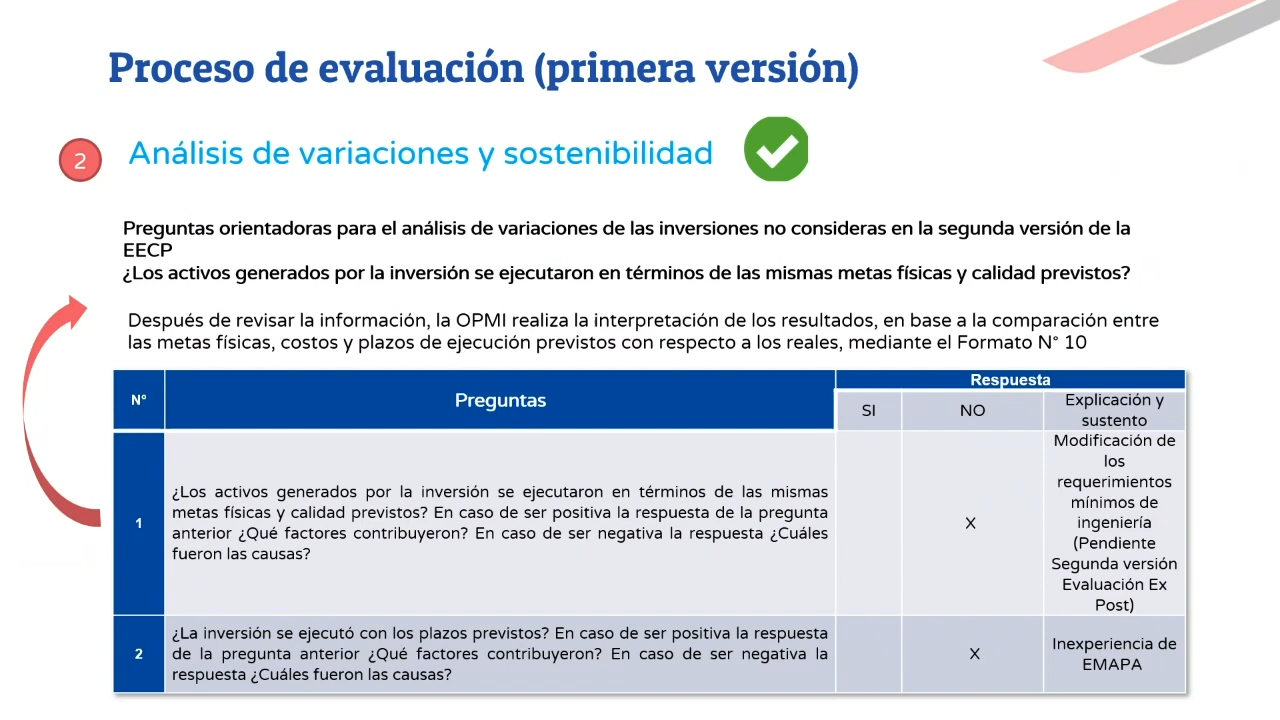 Proceso de evaluación (primera versión)
2
Análisis de variaciones y sostenibilidad
Preguntas orientadoras para el análisis de variaciones de las inversiones no consideras en la segunda versión de la
EECP
¿Los activos generados por la inversión se ejecutaron en términos de las mismas metas físicas y calidad previstos?
Después de revisar la información, la OPMI realiza la interpretación de los resultados, en base a la comparación entre
las metas físicas, costos y plazos de ejecución previstos con respecto a los reales, mediante el Formato N° 10
N°
Preguntas
Respuesta
SI
NO
Explicación y
sustento
1
¿Los activos generados por la inversión se ejecutaron en términos de las mismas
metas físicas y calidad previstos? En caso de ser positiva la respuesta de la pregunta
anterior ¿Qué factores contribuyeron? En caso de ser negativa la respuesta ¿Cuáles
fueron las causas?
X
Modificación de
los
requerimientos
mínimos de
ingeniería
(Pendiente
Segunda versión
Evaluación Ex
Post)
2
¿La inversión se ejecutó con los plazos previstos? En caso de ser positiva la respuesta
de la pregunta anterior ¿Qué factores contribuyeron? En caso de ser negativa la
respuesta ¿Cuáles fueron las causas?
X
Inexperiencia de
EMAPA